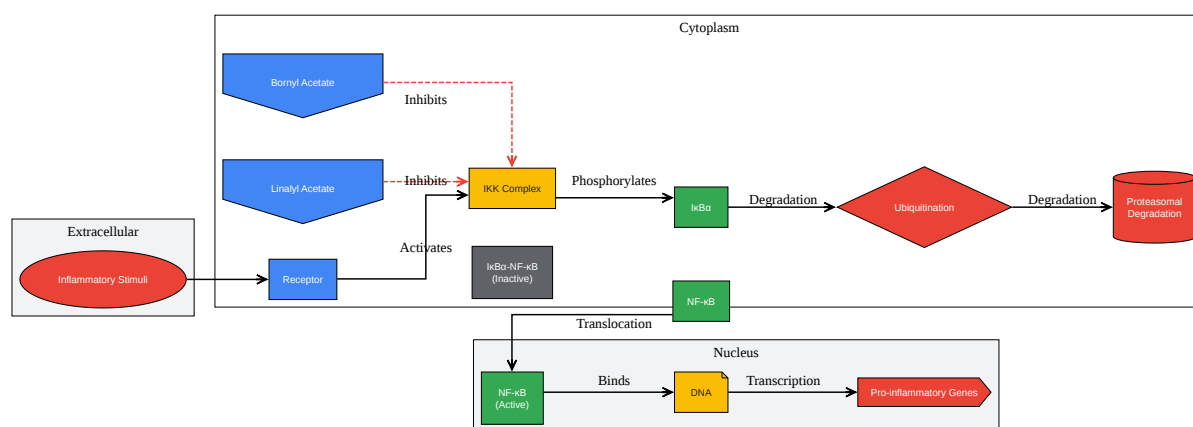 Cytoplasm
Bornyl Acetate
Inhibits
Linalyl Acetate
Inhibits
IKK Complex
Phosphorylates
IκBα
Degradation
Ubiquitination
Degradation
Proteasomal
Degradation
Extracellular
Inflammatory Stimuli
Receptor
Activates
IκBα-NF-κB
(Inactive)
NF-κB
Translocation
Nucleus
NF-κB
(Active)
Binds
DNA
Transcription
Pro-inflammatory Genes